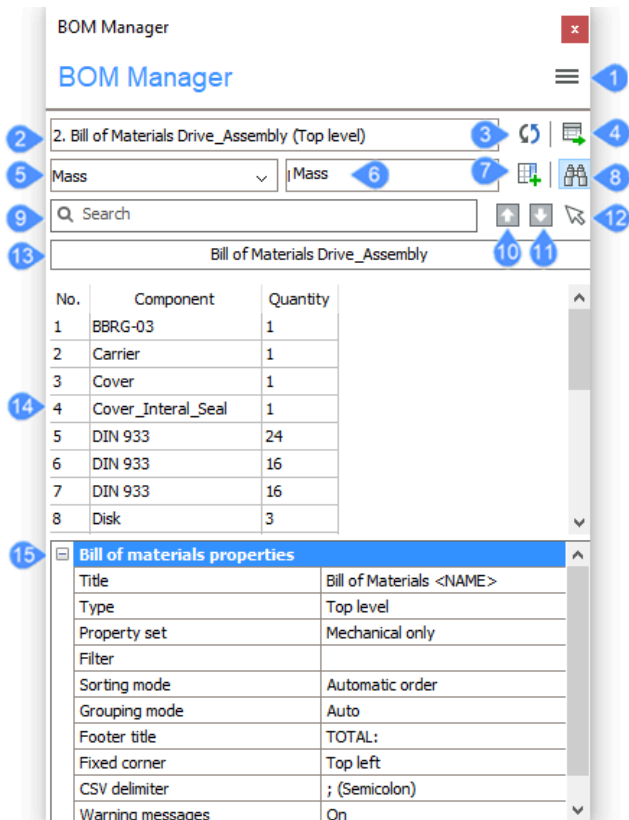 BOM Manager
x
BOM Manager
1
2
2. Bill of Materials Drive_Assembly (Top level)
3
4
5
Mass
Mass
6
7
8
9
Search
10
11
12
13
Bill of Materials Drive_Assembly
No. Component Quantity
1 BBRG-03 1
2 Carrier 1
3 Cover 1
14
4 Cover_Interal_Seal 1
5 DIN 933 24
6 DIN 933 16
7 DIN 933 16
8 Disk 3
15
Bill of materials properties
Title Bill of Materials <NAME>
Type Top level
Property set Mechanical only
Filter
Sorting mode Automatic order
Grouping mode Auto
Footer title TOTAL:
Fixed corner Top left
CSV delimiter ; (Semicolon)
Warning messages On